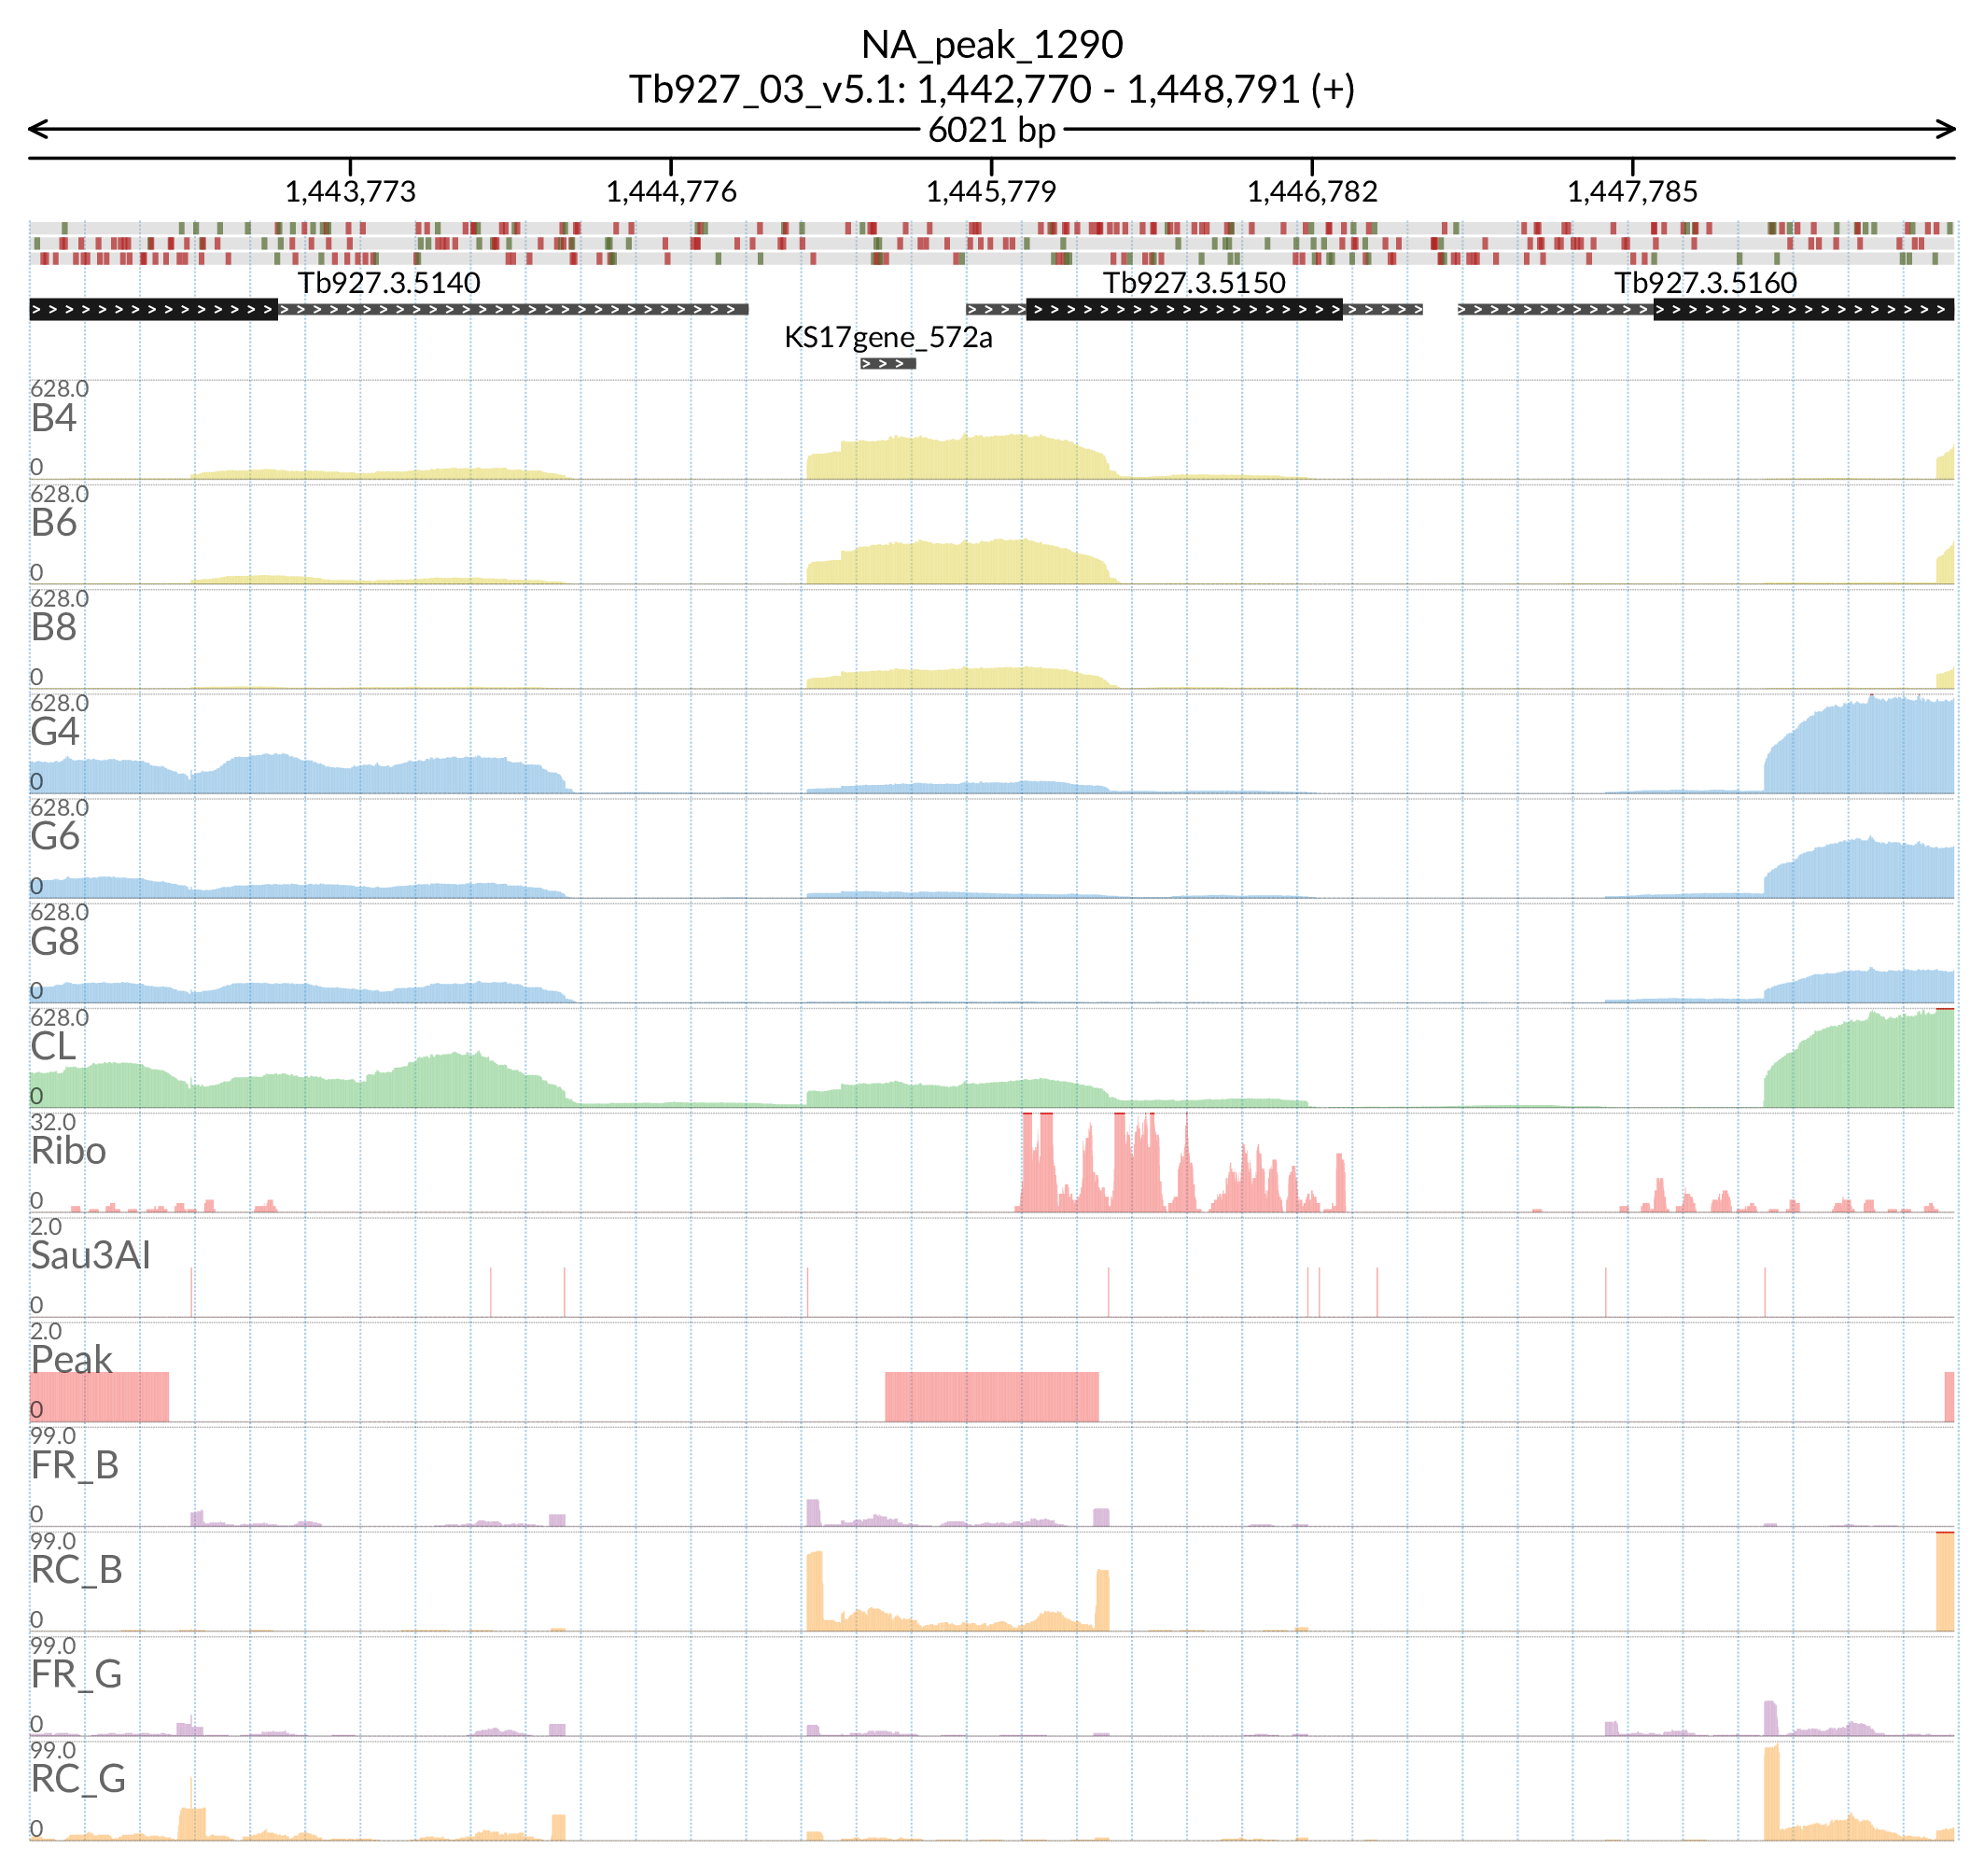 NA_peak_1290
Tb927_03_v5.1: 1,442,770 - 1,448,791 (+)
6021 bp
1,443,773 1,444,776 1,445,779 1,446,782 1,447,785
Tb927.3.5140 Tb927.3.5150 Tb927.3.5160
KS17gene_572a
628.0
B4
0
628.0
B6
0
628.0
B8
0
628.0
G4
0
628.0
G6
0
628.0
G8
0
628.0
CL
0
32.0
Ribo
0
2.0
Sau3AI
0
2.0
Peak
0
99.0
FR_B
0
99.0
RC_B
0
99.0
FR_G
0
99.0
RC_G
0